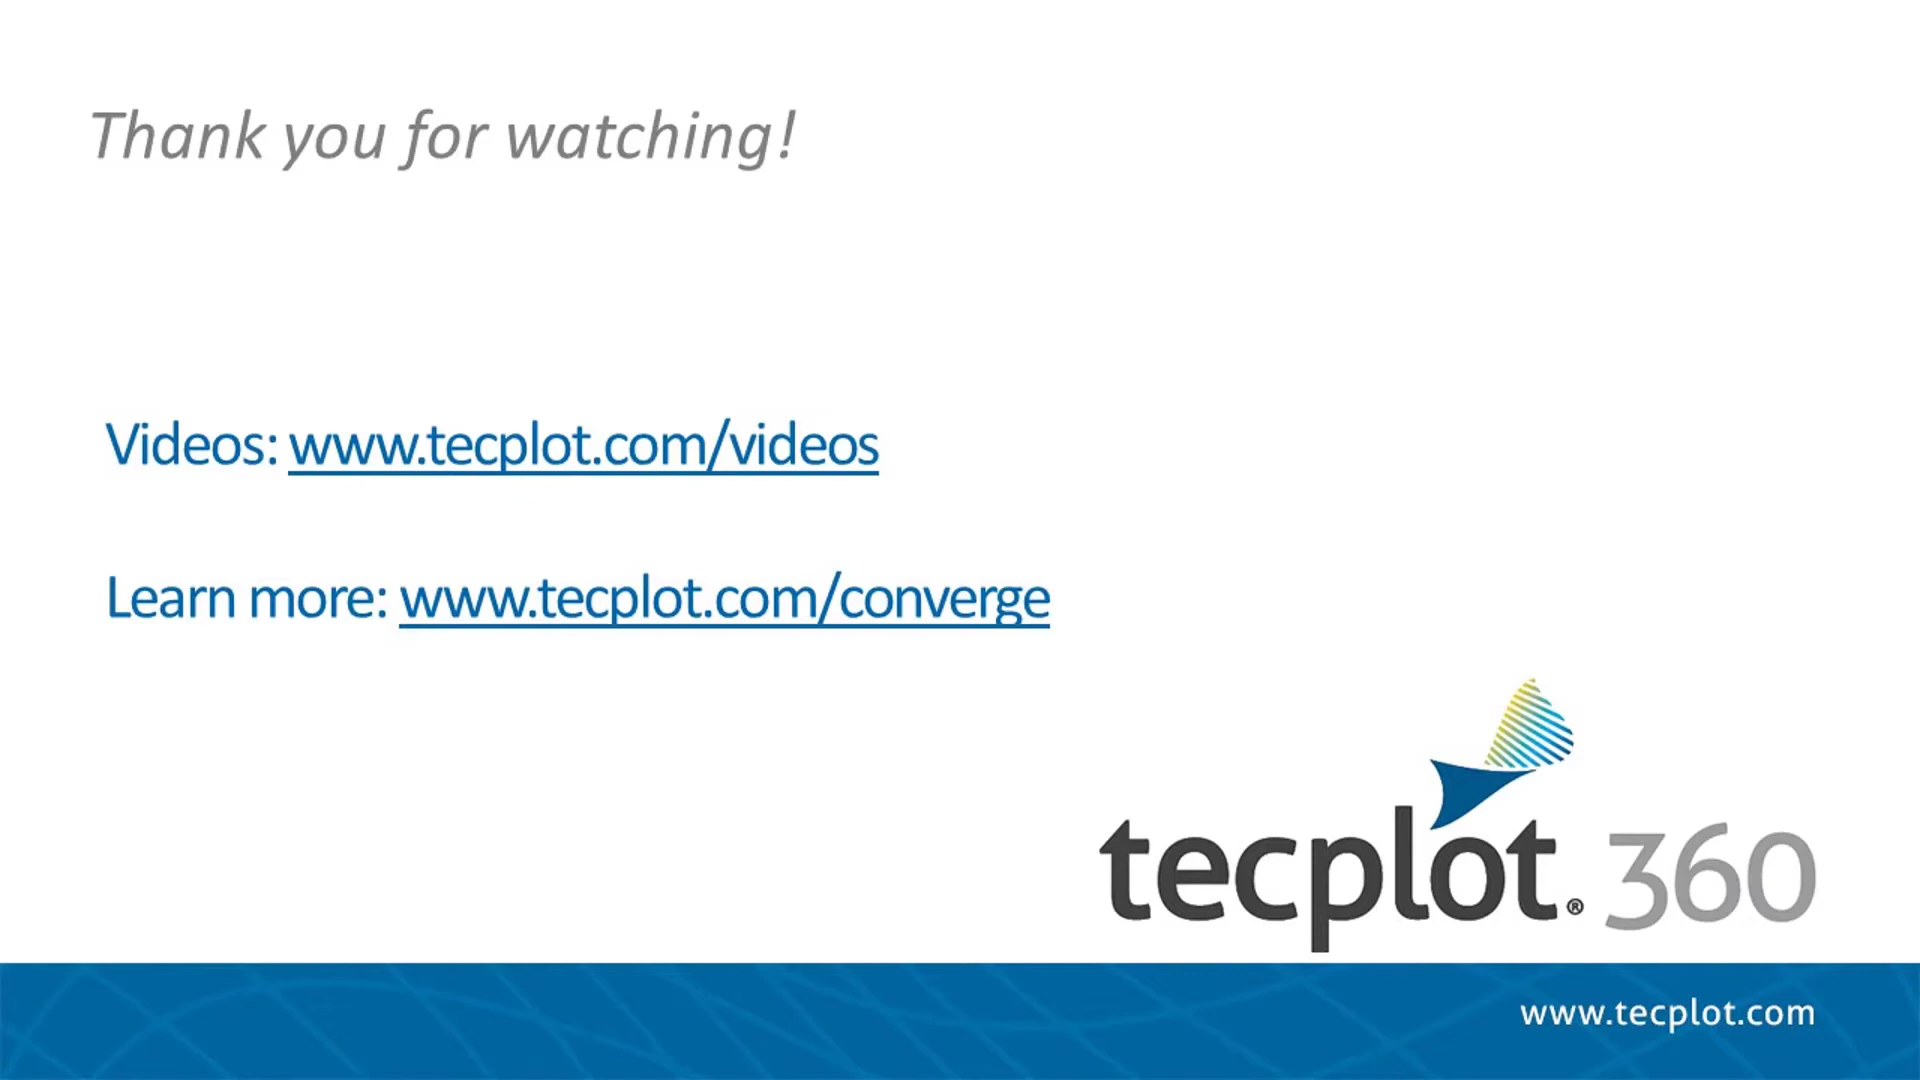 Thank you for watching!
Videos: www.tecplot.com/videos
Learn more: www.tecplot.com/converge
tecplot® 360
www.tecplot.com